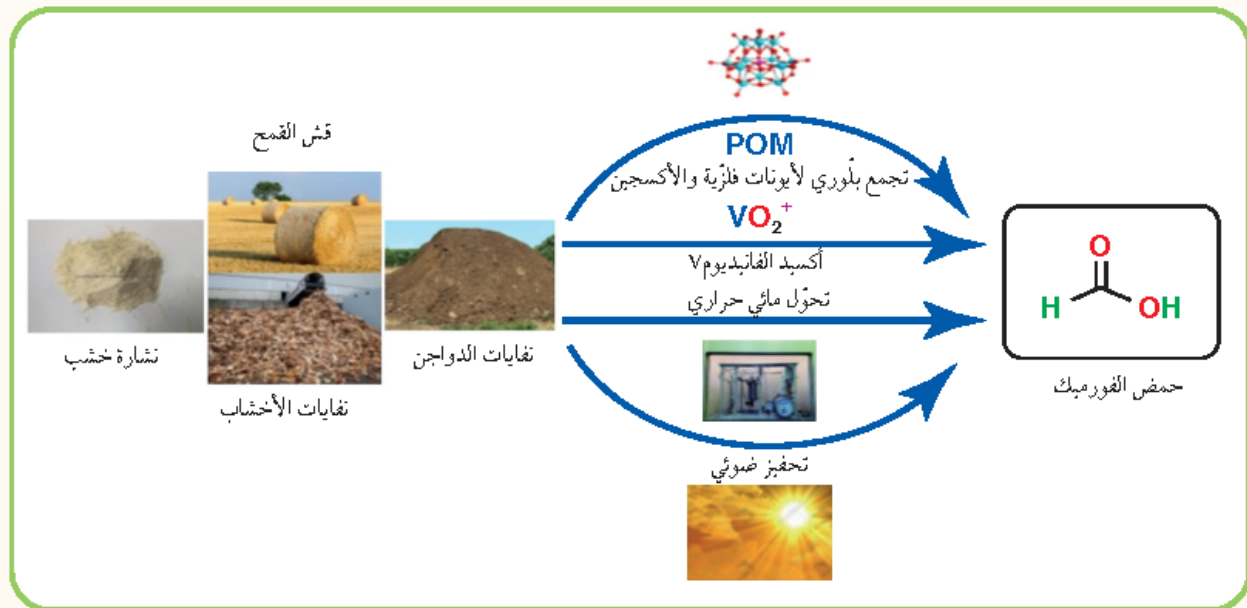 قش القمح
نشارة خشب
نفايات الأخشاب
نفايات الدواجن
POM
تجمع بلّوري لأيونات فلزّية والأكسجين
VO₂⁺
أكسيد الفانيديوم V
تحوّل مائي حراري
تحفيز ضوئي
O
H
OH
حمض الفورميك